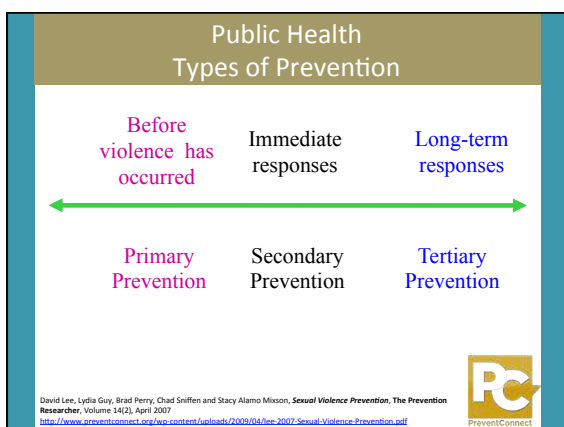 Public Health
Types of Prevention
Before
violence has
occurred
Immediate
responses
Long-term
responses
Primary
Prevention
Secondary
Prevention
Tertiary
Prevention
David Lee, Lydia Guy, Brad Perry, Chad Sniffen and Stacy Alamo Mixson, Sexual Violence Prevention, The Prevention
Researcher, Volume 14(2), April 2007
http://www.preventconnect.org/wp-content/uploads/2009/04/lee-2007-Sexual-Violence-Prevention.pdf
PC
PreventConnect